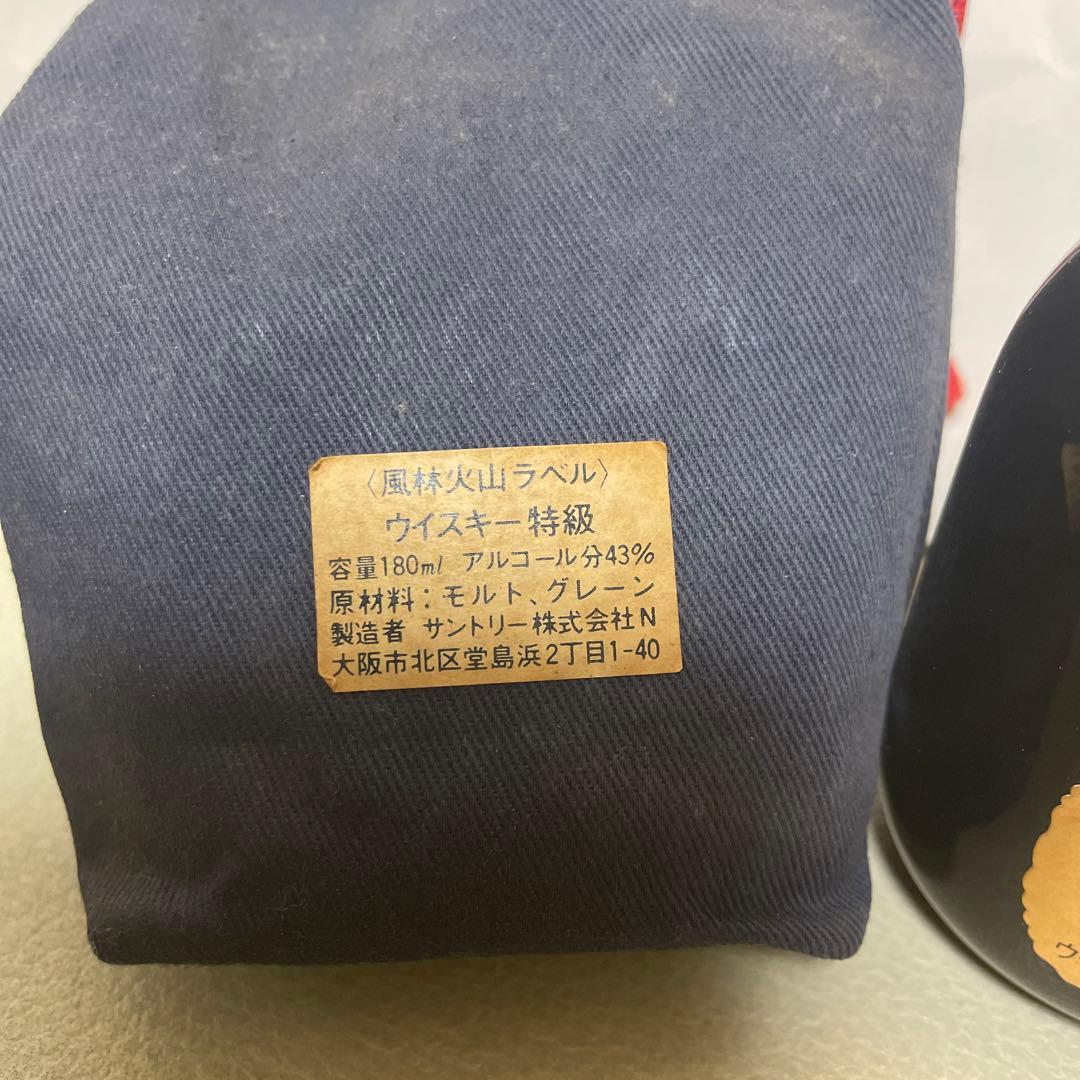 〈風林火山ラベル〉
ウイスキー特級
容量180ml アルコール分43%
原材料：モルト、グレーン
製造者 サントリー株式会社N
大阪市北区堂島浜2丁目1-40
ウ